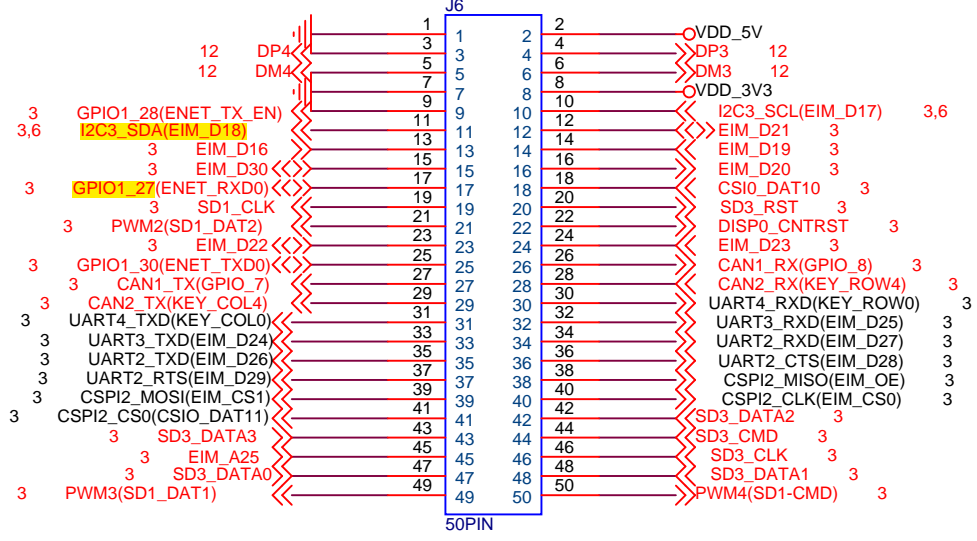 J6
1 1 2 2 VDD_5V
12 DP4 3 3 4 4 DP3 12
12 DM4 5 5 6 6 DM3 12
7 7 8 8 VDD_3V3
3 GPIO1_28(ENET_TX_EN) 9 9 10 10 I2C3_SCL(EIM_D17) 3,6
3,6 I2C3_SDA(EIM_D18) 11 11 12 12 EIM_D21 3
3 EIM_D16 13 13 14 14 EIM_D19 3
3 EIM_D30 15 15 16 16 EIM_D20 3
3 GPIO1_27(ENET_RXD0) 17 17 18 18 CSI0_DAT10 3
3 SD1_CLK 19 19 20 20 SD3_RST 3
3 PWM2(SD1_DAT2) 21 21 22 22 DISP0_CNTRST 3
3 EIM_D22 23 23 24 24 EIM_D23 3
3 GPIO1_30(ENET_TXD0) 25 25 26 26 CAN1_RX(GPIO_8) 3
3 CAN1_TX(GPIO_7) 27 27 28 28 CAN2_RX(KEY_ROW4) 3
3 CAN2_TX(KEY_COL4) 29 29 30 30 UART4_RXD(KEY_ROW0) 3
3 UART4_TXD(KEY_COL0) 31 31 32 32 UART3_RXD(EIM_D25) 3
3 UART3_TXD(EIM_D24) 33 33 34 34 UART2_RXD(EIM_D27) 3
3 UART2_TXD(EIM_D26) 35 35 36 36 UART2_CTS(EIM_D28) 3
3 UART2_RTS(EIM_D29) 37 37 38 38 CSPI2_MISO(EIM_OE) 3
3 CSPI2_MOSI(EIM_CS1) 39 39 40 40 CSPI2_CLK(EIM_CS0) 3
3 CSPI2_CS0(CSIO_DAT11) 41 41 42 42 SD3_DATA2 3
3 SD3_DATA3 43 43 44 44 SD3_CMD 3
3 EIM_A25 45 45 46 46 SD3_CLK 3
3 SD3_DATA0 47 47 48 48 SD3_DATA1 3
3 PWM3(SD1_DAT1) 49 49 50 50 PWM4(SD1-CMD) 3
50PIN